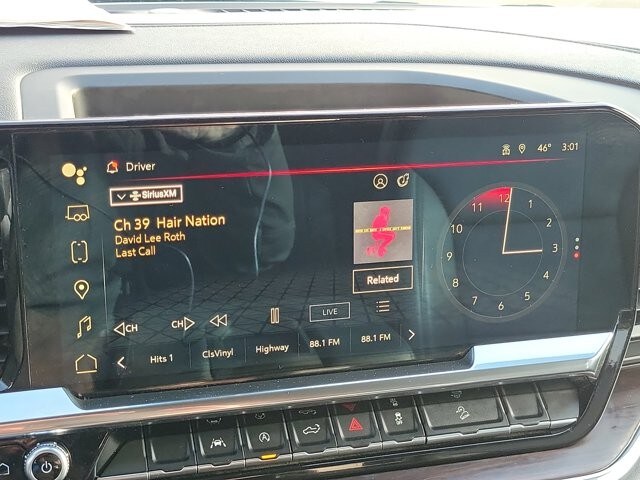 Driver
46° 3:01
SiriusXM
Ch 39 Hair Nation
David Lee Roth
Last Call
Related
CH
CH
LIVE
Hits 1 ClsVinyl Highway 88.1 FM 88.1 FM
12
1
2
3
4
5
6
7
8
9
10
11